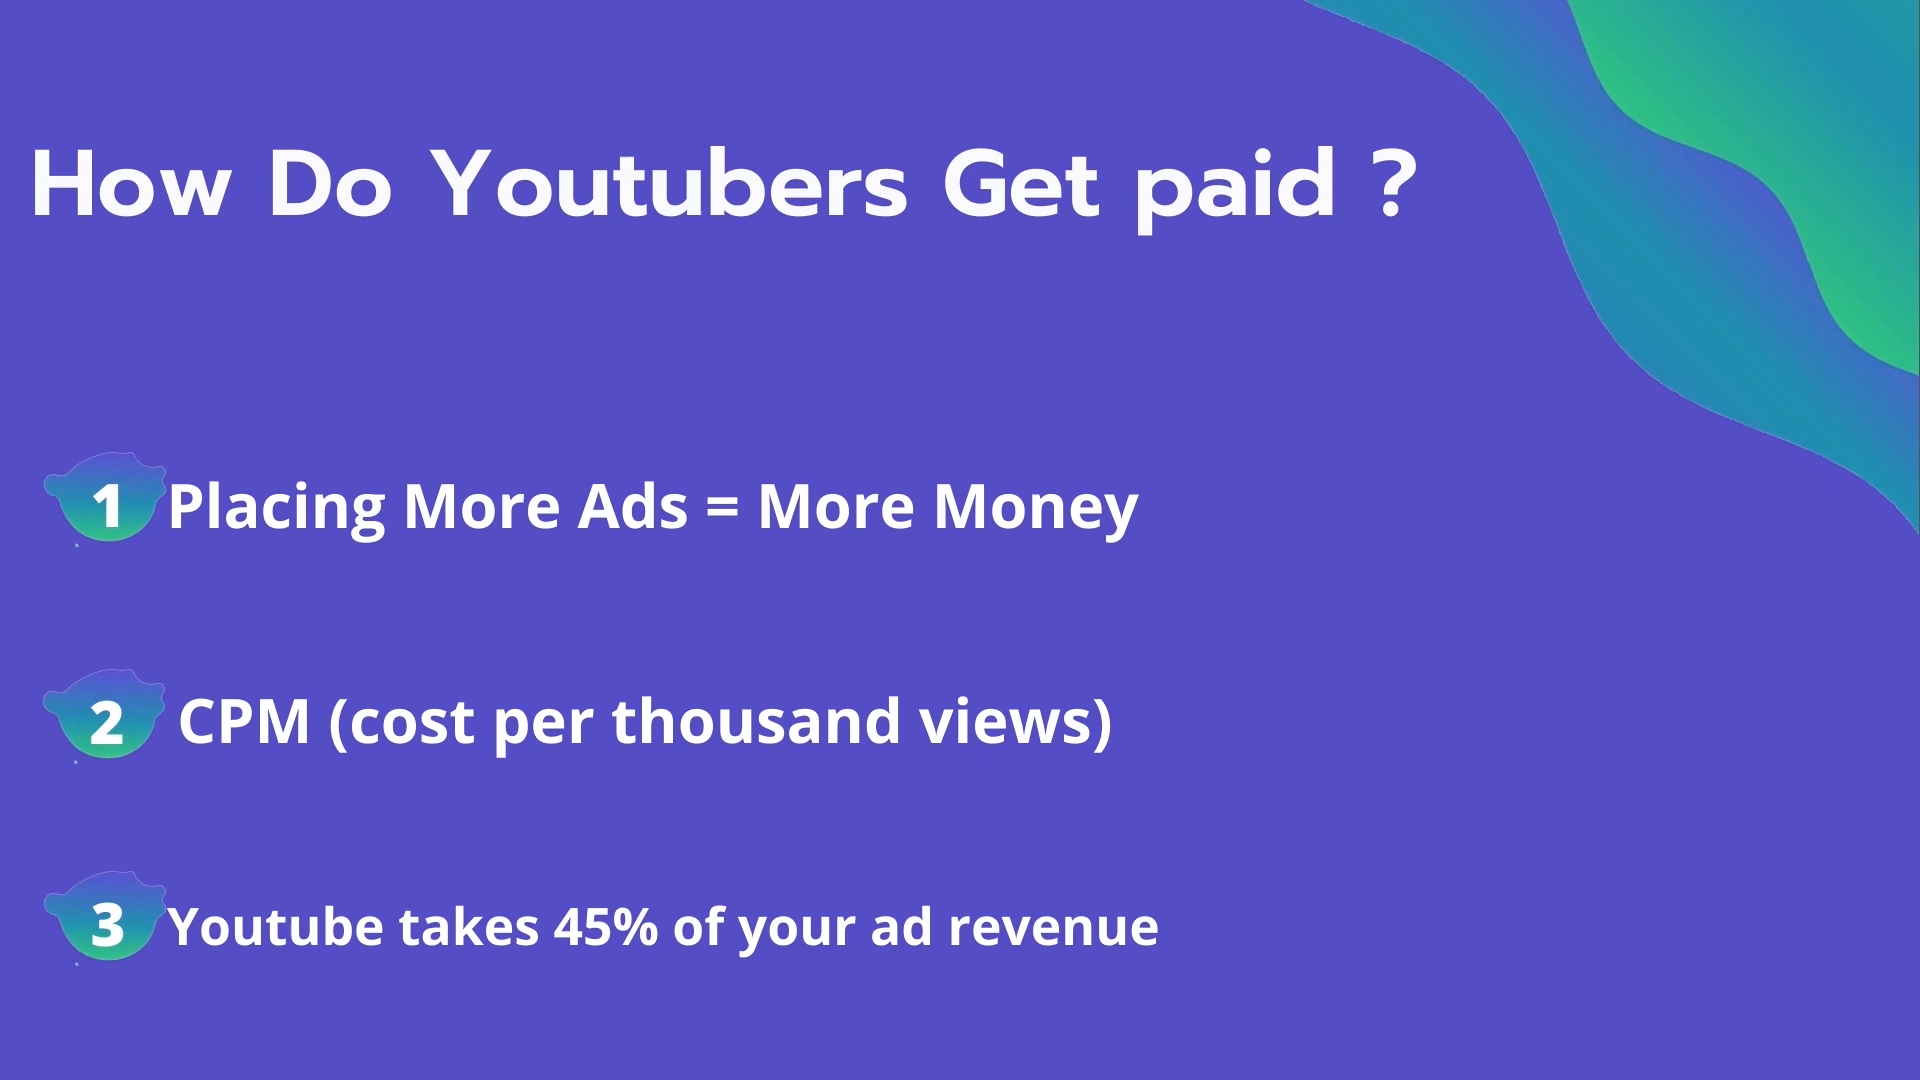 How Do Youtubers Get paid ?
1 Placing More Ads = More Money
2 CPM (cost per thousand views)
3 Youtube takes 45% of your ad revenue